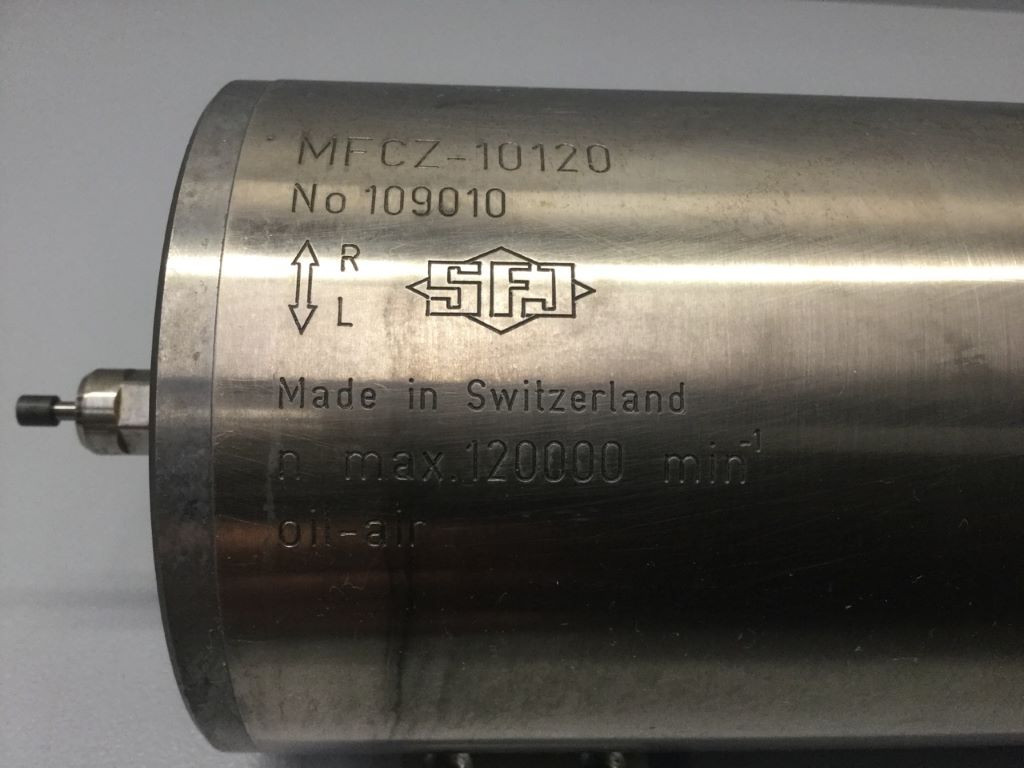 MFCZ-10120
No 109010
R
L
SFJ
Made in Switzerland
n max. 120000 min⁻¹
oil-air